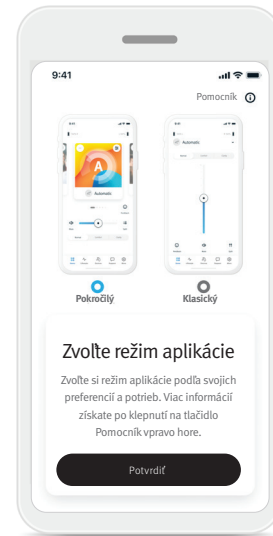 9:41
Pomocník
A
Automatic
Automatic
Pokročilý
Klasický
Zvoľte režim aplikácie
Zvoľte si režim aplikácie podľa svojich
preferencií a potrieb. Viac informácií
získate po klepnutí na tlačidlo
Pomocník vpravo hore.
Potvrdiť